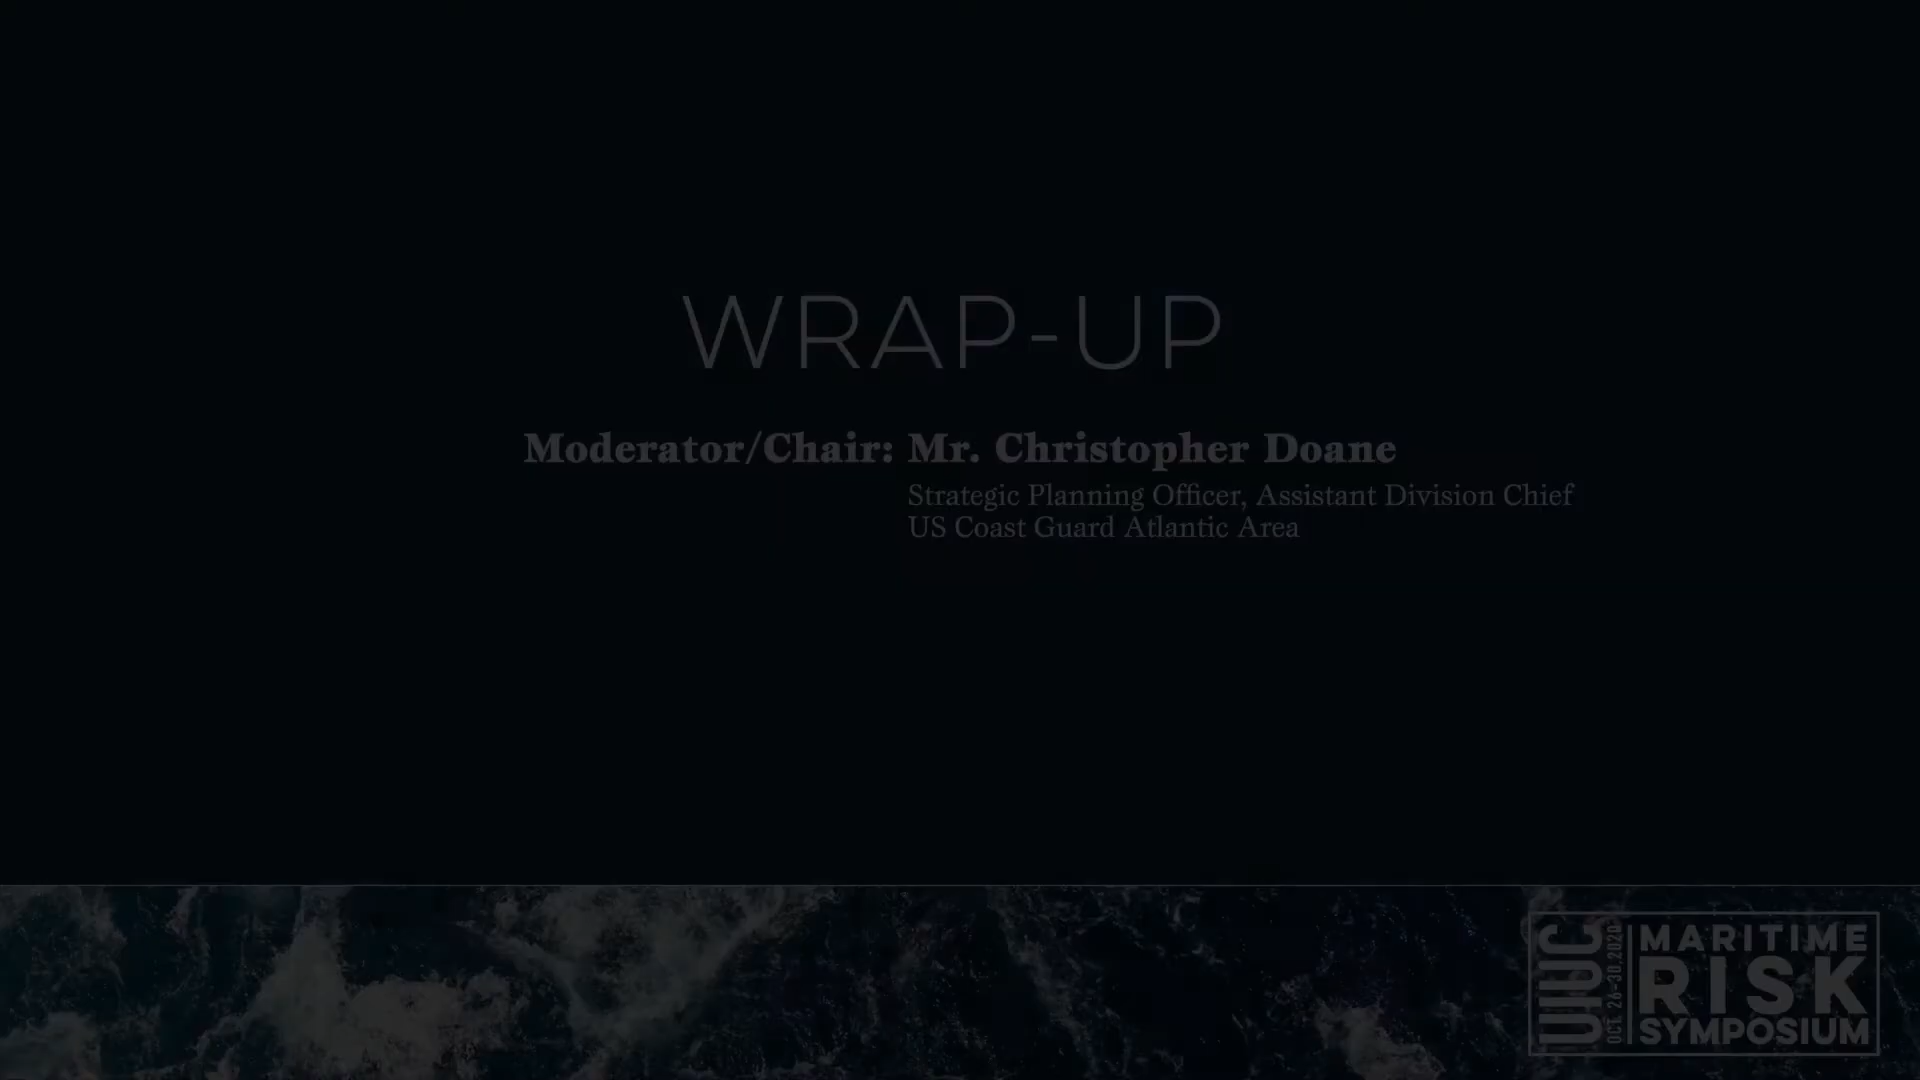 WRAP-UP
Moderator/Chair: Mr. Christopher Doane
Strategic Planning Officer, Assistant Division Chief
US Coast Guard Atlantic Area
UIUC
OCT. 26-30, 2020
MARITIME
RISK
SYMPOSIUM